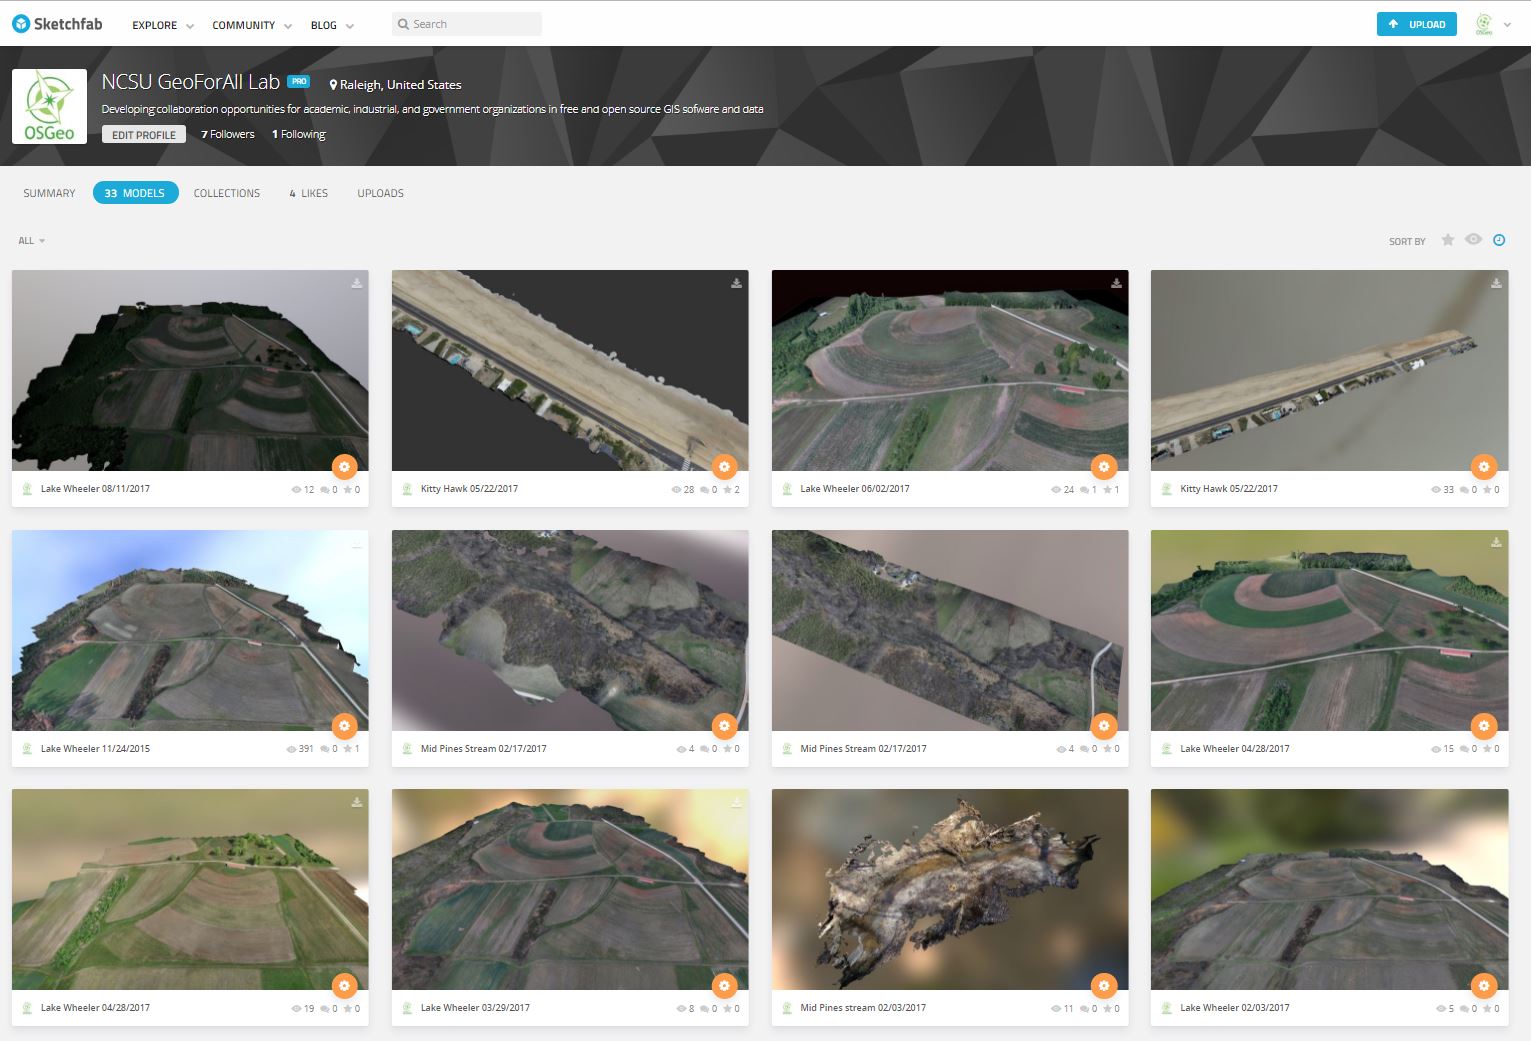 Sketchfab EXPLORE COMMUNITY BLOG Search UPLOAD
OSGeo
NCSU GeoForAll Lab PRO Raleigh, United States
Developing collaboration opportunities for academic, industrial, and government organizations in free and open source GIS sofware and data
OSGeo
EDIT PROFILE 7 Followers 1 Following
SUMMARY 33 MODELS COLLECTIONS 4 LIKES UPLOADS
ALL SORT BY
Lake Wheeler 08/11/2017 12 0 0
Kitty Hawk 05/22/2017 28 0 2
Lake Wheeler 06/02/2017 24 1 1
Kitty Hawk 05/22/2017 33 0 0
Lake Wheeler 11/24/2015 391 0 1
Mid Pines Stream 02/17/2017 4 0 0
Mid Pines Stream 02/17/2017 4 0 0
Lake Wheeler 04/28/2017 15 0 0
Lake Wheeler 04/28/2017 19 0 0
Lake Wheeler 03/29/2017 8 0 0
Mid Pines stream 02/03/2017 11 0 0
Lake Wheeler 02/03/2017 5 0 0